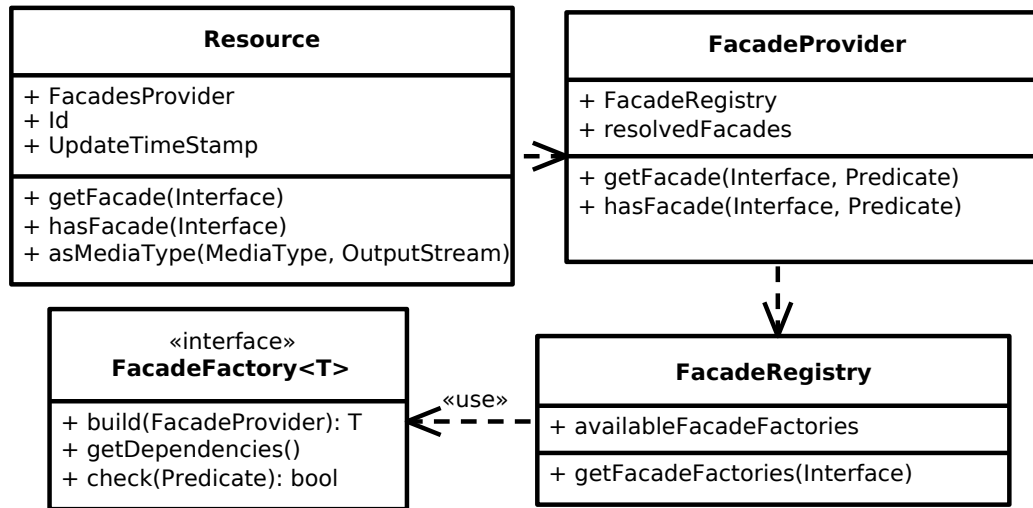 Resource
+ FacadesProvider
+ Id
+ UpdateTimeStamp
+ getFacade(Interface)
+ hasFacade(Interface)
+ asMediaType(MediaType, OutputStream)
FacadeProvider
+ FacadeRegistry
+ resolvedFacades
+ getFacade(Interface, Predicate)
+ hasFacade(Interface, Predicate)
«interface»
FacadeFactory<T>
+ build(FacadeProvider): T
+ getDependencies()
+ check(Predicate): bool
«use»
FacadeRegistry
+ availableFacadeFactories
+ getFacadeFactories(Interface)